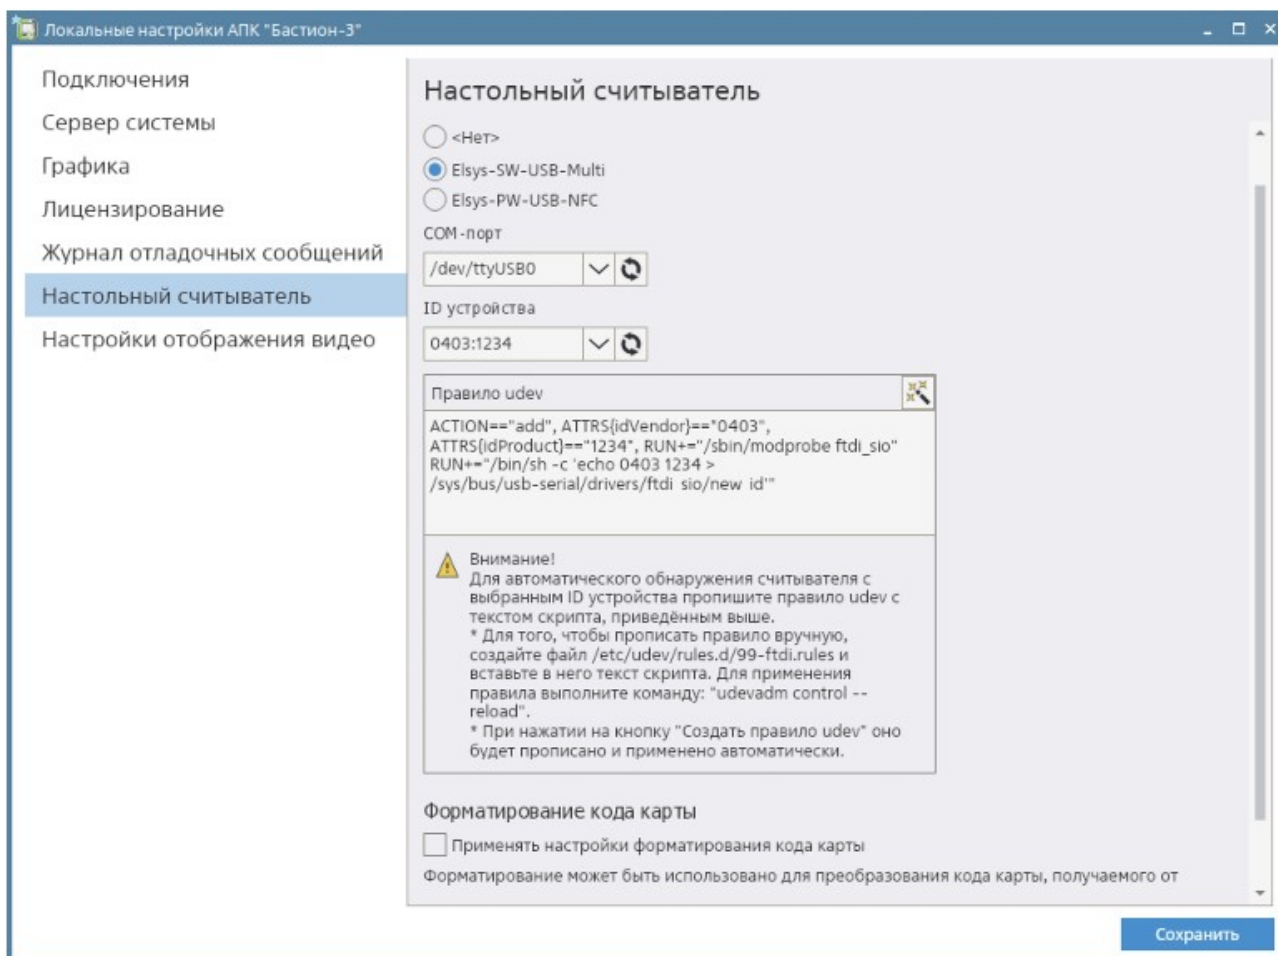 Локальные настройки АПК "Бастион-3"
Подключения
Сервер системы
Графика
Лицензирование
Журнал отладочных сообщений
Настольный считыватель
Настройки отображения видео
Настольный считыватель
<Нет>
Elsys-SW-USB-Multi
Elsys-PW-USB-NFC
COM-порт
/dev/ttyUSB0
ID устройства
0403:1234
Правило udev
ACTION=="add", ATTRS{idVendor}=="0403",
ATTRS{idProduct}=="1234", RUN+="/sbin/modprobe ftdi_sio"
RUN+="/bin/sh -c 'echo 0403 1234 >
/sys/bus/usb-serial/drivers/ftdi_sio/new_id'"
Внимание!
Для автоматического обнаружения считывателя с
выбранным ID устройства пропишите правило udev с
текстом скрипта, приведённым выше.
* Для того, чтобы прописать правило вручную,
создайте файл /etc/udev/rules.d/99-ftdi.rules и
вставьте в него текст скрипта. Для применения
правила выполните команду: "udevadm control --
reload".
* При нажатии на кнопку "Создать правило udev" оно
будет прописано и применено автоматически.
Форматирование кода карты
Применять настройки форматирования кода карты
Форматирование может быть использовано для преобразования кода карты, получаемого от
Сохранить